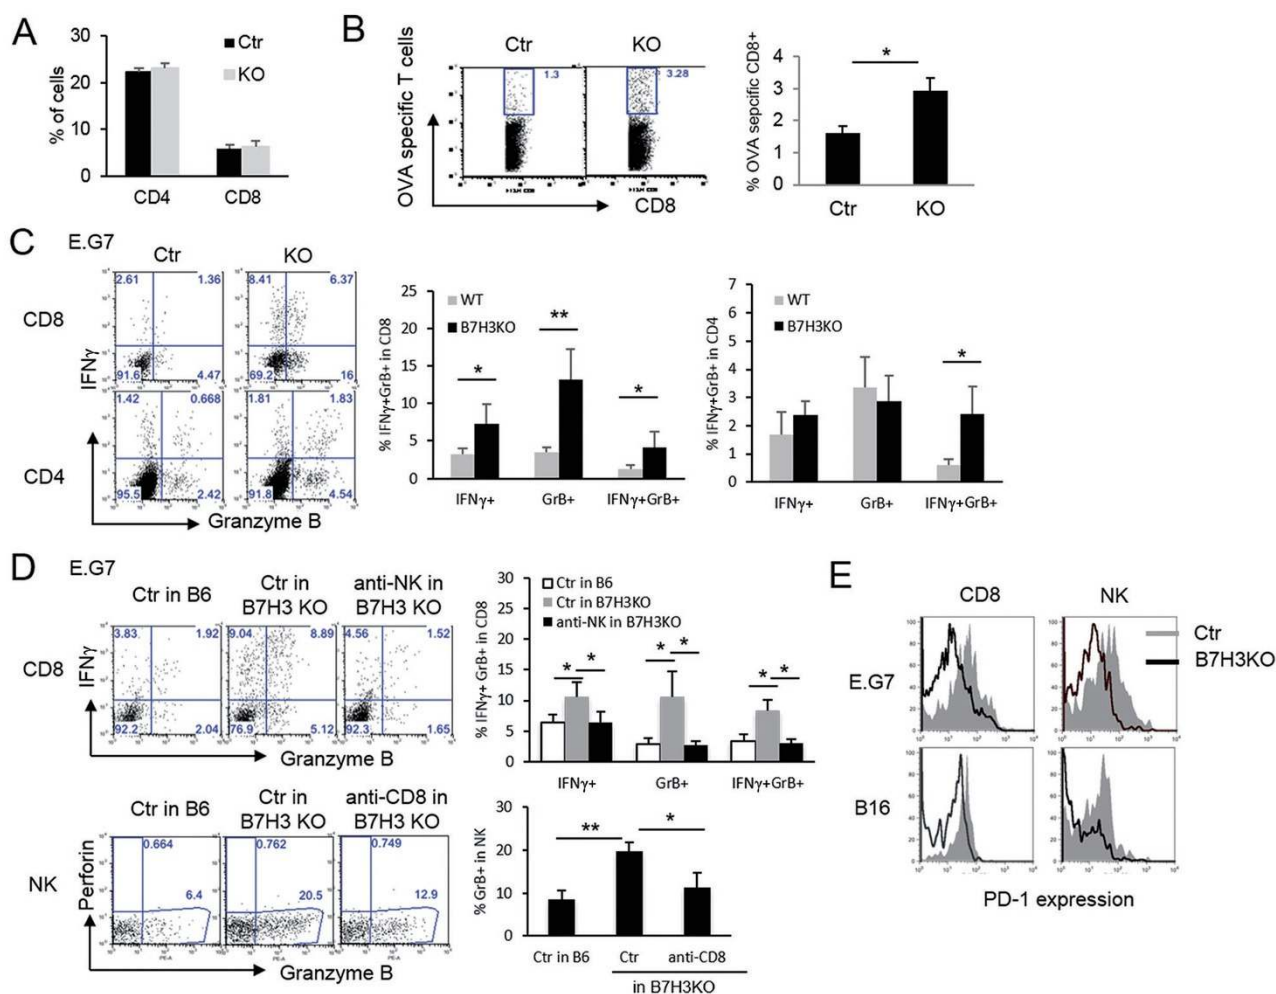 A
% of cells
30
20
10
0
Ctr
KO
CD4
CD8
B
OVA specific T cells
Ctr
KO
1.3
3.28
CD8
% OVA sepcific CD8+
4
3
2
1
0
*
Ctr
KO
C
E.G7
Ctr
KO
CD8
CD4
IFNγ
2.61
1.36
91.6
4.47
8.41
6.37
69.2
16
1.42
0.668
95.5
2.42
1.81
1.83
91.8
4.54
Granzyme B
% IFNγ+GrB+ in CD8
25
20
15
10
5
0
WT
B7H3KO
*
**
*
IFNγ+
GrB+
IFNγ+GrB+
% IFNγ+GrB+ in CD4
7
6
5
4
3
2
1
0
WT
B7H3KO
*
IFNγ+
GrB+
IFNγ+GrB+
D
E.G7
Ctr in B6
Ctr in
B7H3 KO
anti-NK in
B7H3 KO
CD8
IFNγ
3.83
1.92
92.2
2.04
9.04
8.89
76.9
5.12
4.56
1.52
92.3
1.65
Granzyme B
% IFNγ+ GrB+ in CD8
30
25
20
15
10
5
0
Ctr in B6
Ctr in B7H3KO
anti-NK in B7H3KO
* *
* *
* *
IFNγ+
GrB+
IFNγ+GrB+
Ctr in B6
Ctr in
B7H3 KO
anti-CD8 in
B7H3 KO
NK
Perforin
0.664
6.4
0.762
20.5
0.749
12.9
PE-A
PE-A
PE-A
Granzyme B
% GrB+ in NK
30
20
10
0
**
*
Ctr in B6
Ctr
anti-CD8
in B7H3KO
E
CD8
NK
Ctr
B7H3KO
E.G7
B16
100
80
60
40
20
0
PD-1 expression